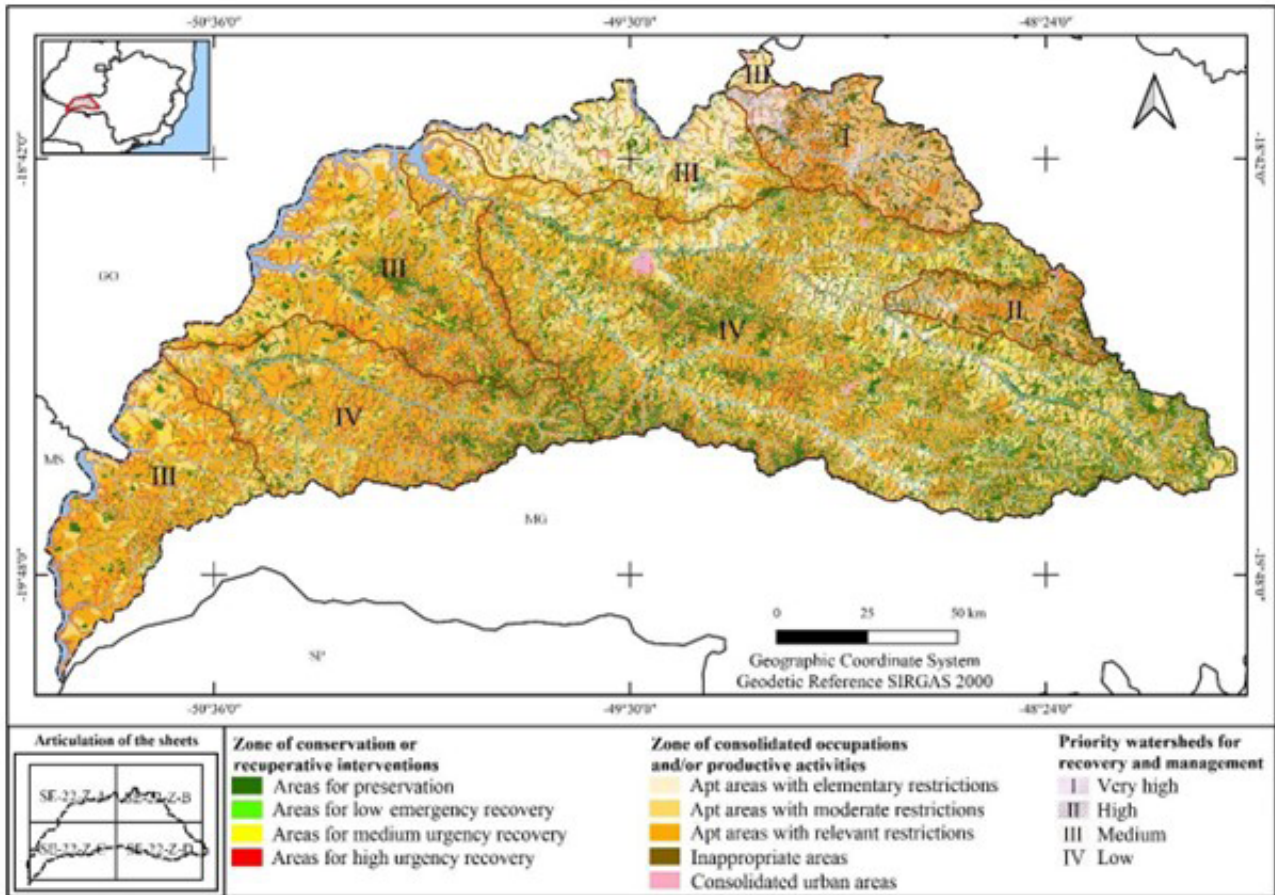 -50°36'0" -49°30'0" -48°24'0"
-18°42'0" -18°42'0"
III
I
III
GO
III
II
IV
IV
MS
III
MG
-19°48'0" -19°48'0"
0 25 50 km
SP
Geographic Coordinate System
Geodetic Reference SIRGAS 2000
-50°36'0" -49°30'0" -48°24'0"
Articulation of the sheets
SE-22-Z-B
SE-22-Z-D
Zone of conservation or
recuperative interventions
Areas for preservation
Areas for low emergency recovery
Areas for medium urgency recovery
Areas for high urgency recovery
Zone of consolidated occupations
and/or productive activities
Apt areas with elementary restrictions
Apt areas with moderate restrictions
Apt areas with relevant restrictions
Inappropriate areas
Consolidated urban areas
Priority watersheds for
recovery and management
I Very high
II High
III Medium
IV Low